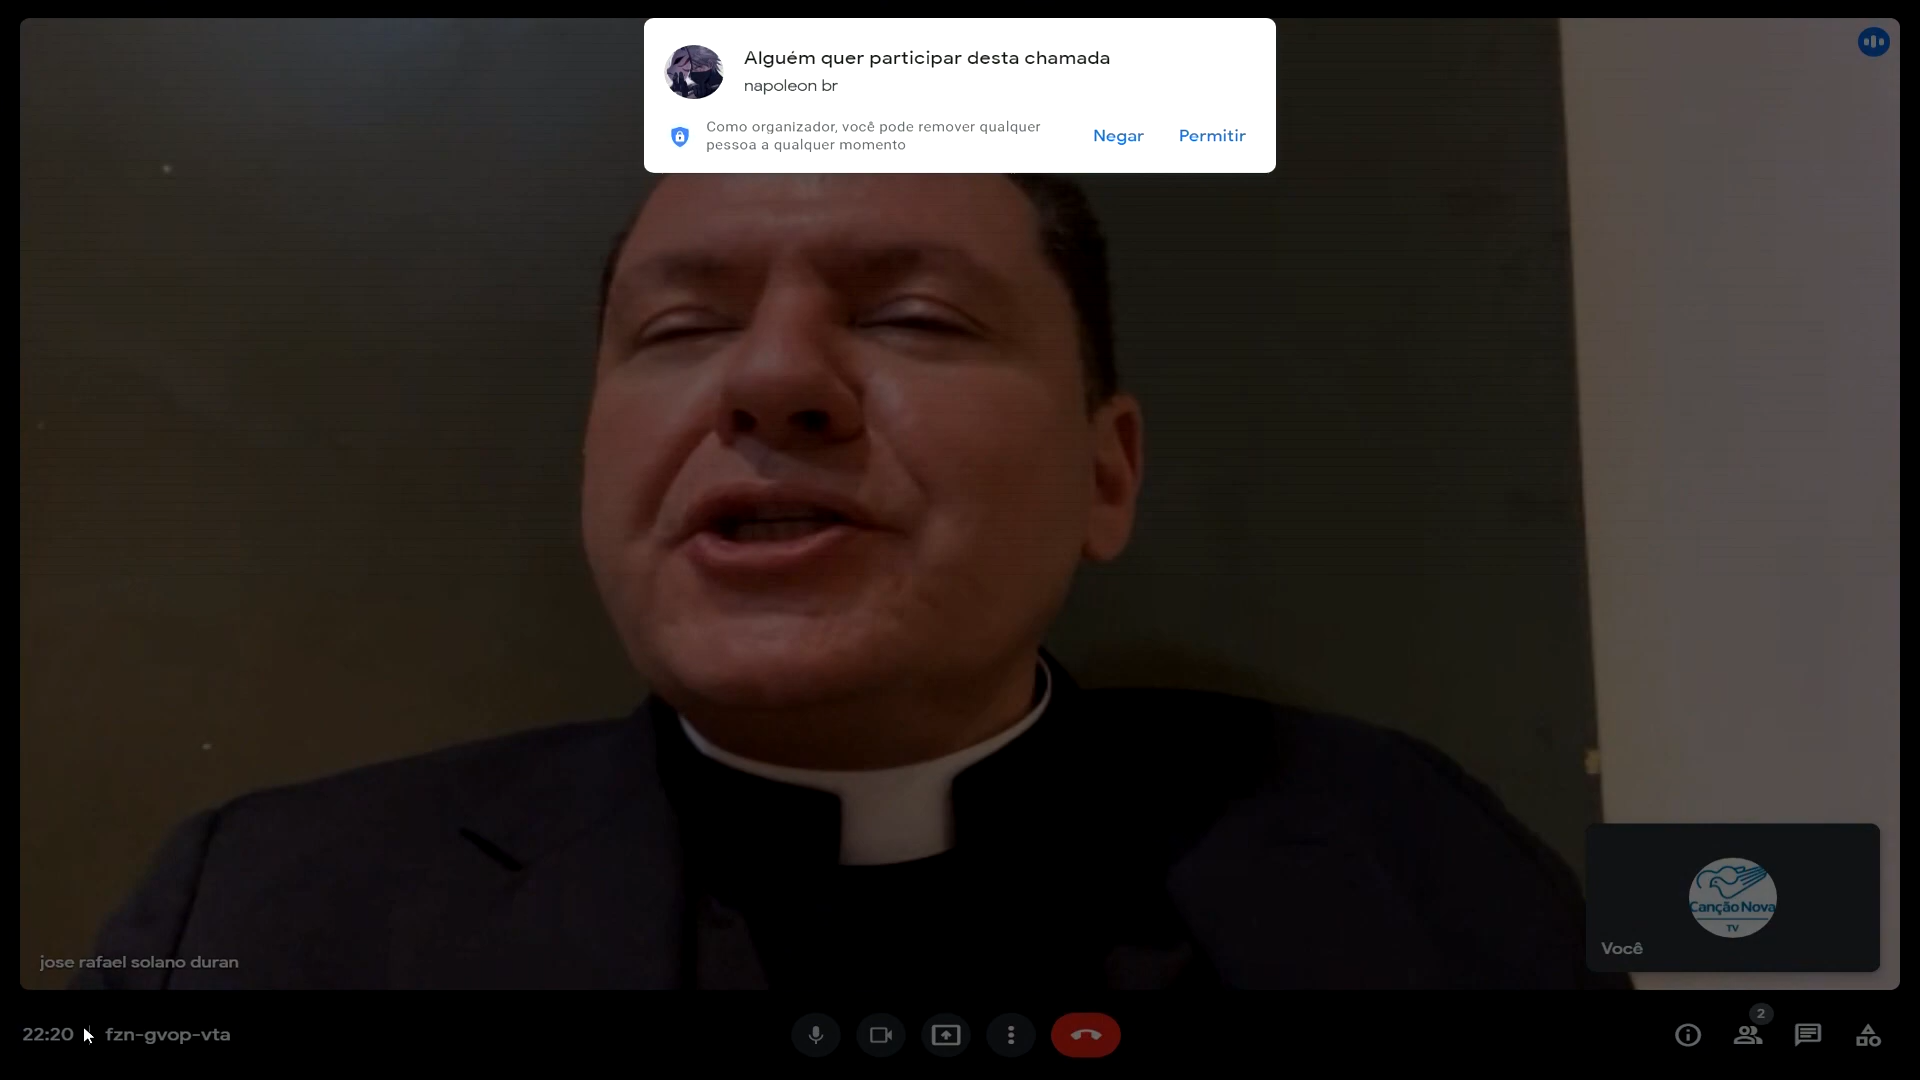 Alguém quer participar desta chamada
napoleon br
Como organizador, você pode remover qualquer
pessoa a qualquer momento
Negar
Permitir
Canção Nova
TV
Você
jose rafael solano duran
22:20
fzn-gvop-vta
2